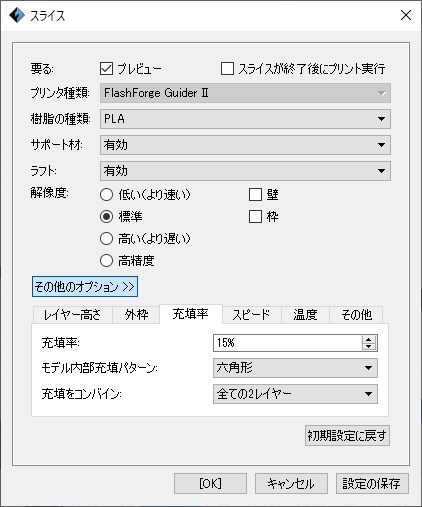 スライス
要る: プレビュー スライスが終了後にプリント実行
プリンタ種類: FlashForge Guider II
樹脂の種類: PLA
サポート材: 有効
ラフト: 有効
解像度: 低い(より速い) 壁
標準 枠
高い(より遅い)
高精度
その他のオプション >>
レイヤー高さ 外枠 充填率 スピード 温度 その他
充填率: 15%
モデル内部充填パターン: 六角形
充填をコンバイン: 全ての2レイヤー
初期設定に戻す
[OK] キャンセル 設定の保存